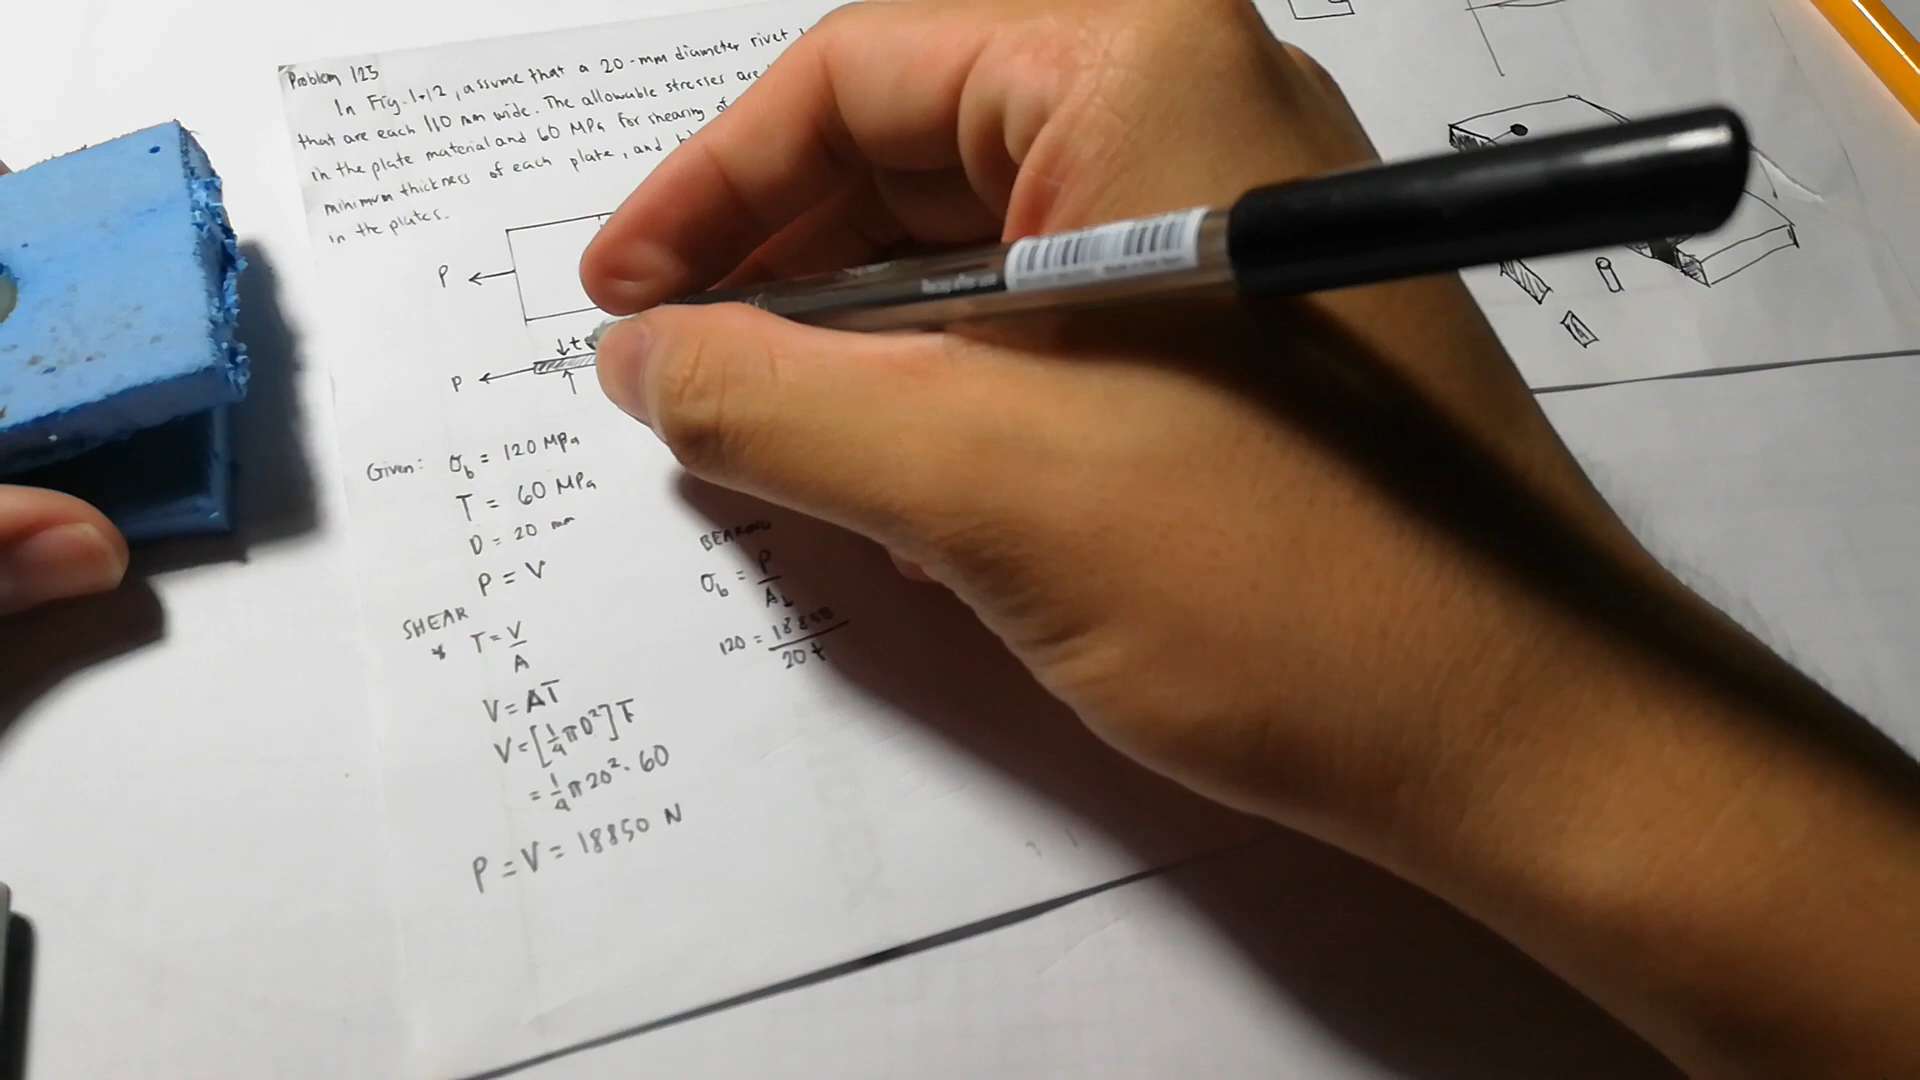 Problem 125
In Fig. 1.12, assume that a 20-mm diameter rivet
that are each 110 mm wide. The allowable stresses are
in the plate material and 60 MPa for shearing of
minimum thickness of each plate, and
in the plates.
P
t
P
Given: σb = 120 MPa
T = 60 MPa
D = 20 mm
P = V
SHEAR
* T = V/A
V = AT
V = [1/4 πD²] T
= 1/4 π 20² · 60
P = V = 18850 N
BEARING
σb = P/Ab
120 = 18850/20t